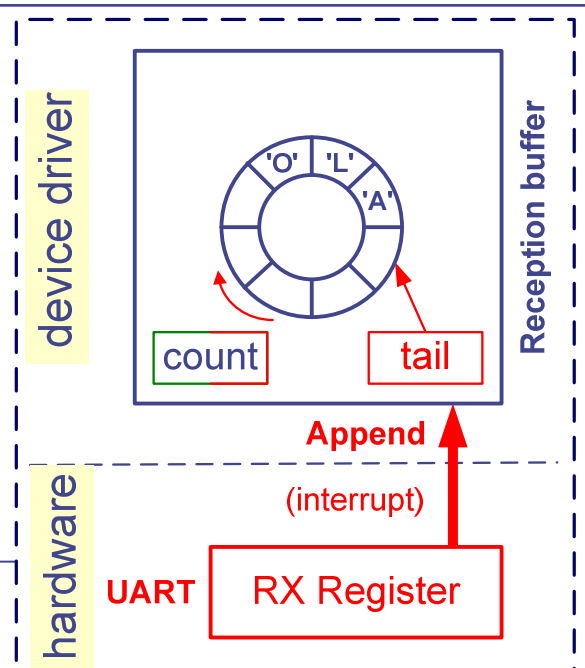 device driver
Reception buffer
'O'
'L'
'A'
count
tail
Append
(interrupt)
hardware
UART
RX Register